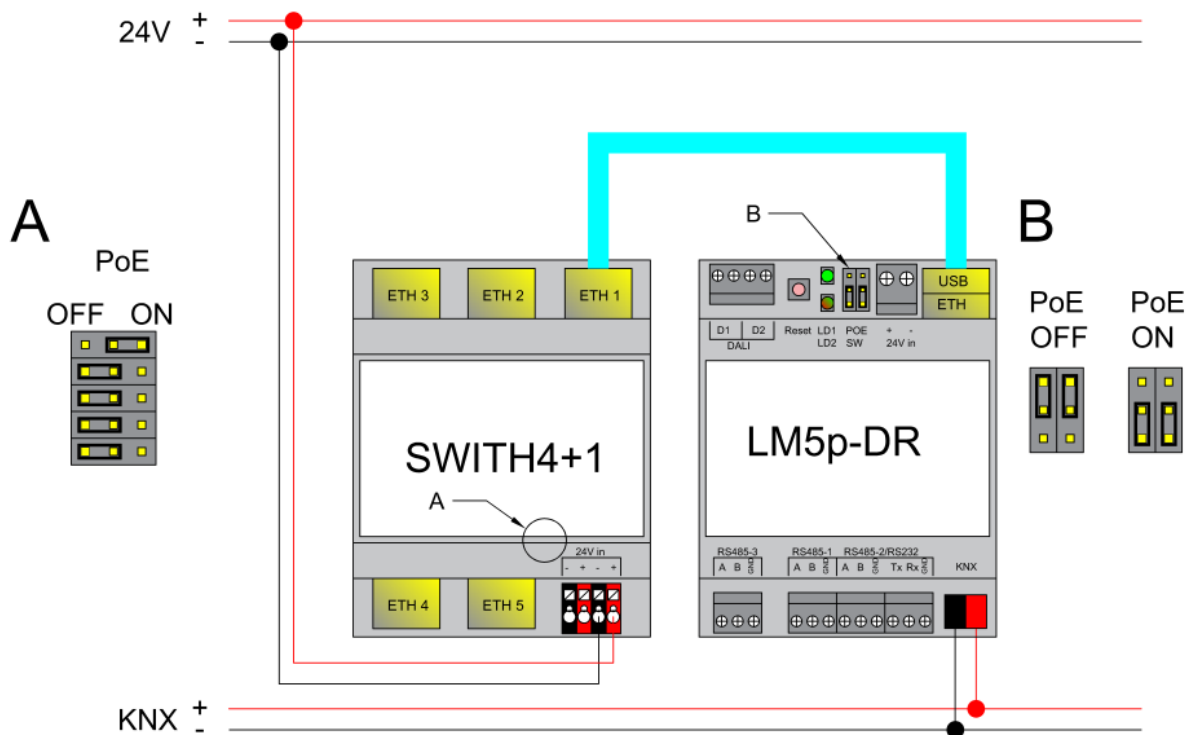 24V
+
-
A
PoE
OFF ON
ETH 3
ETH 2
ETH 1
SWITH4+1
A
24V in
- + - +
ETH 4
ETH 5
B
USB
ETH
D1 D2
DALI
Reset
LD1
LD2
POE
SW
+ -
24V in
LM5p-DR
RS485-3
A B GND
RS485-1
A B GND
RS485-2/RS232
A B GND Tx Rx GND
KNX
B
PoE
OFF
PoE
ON
KNX
+
-